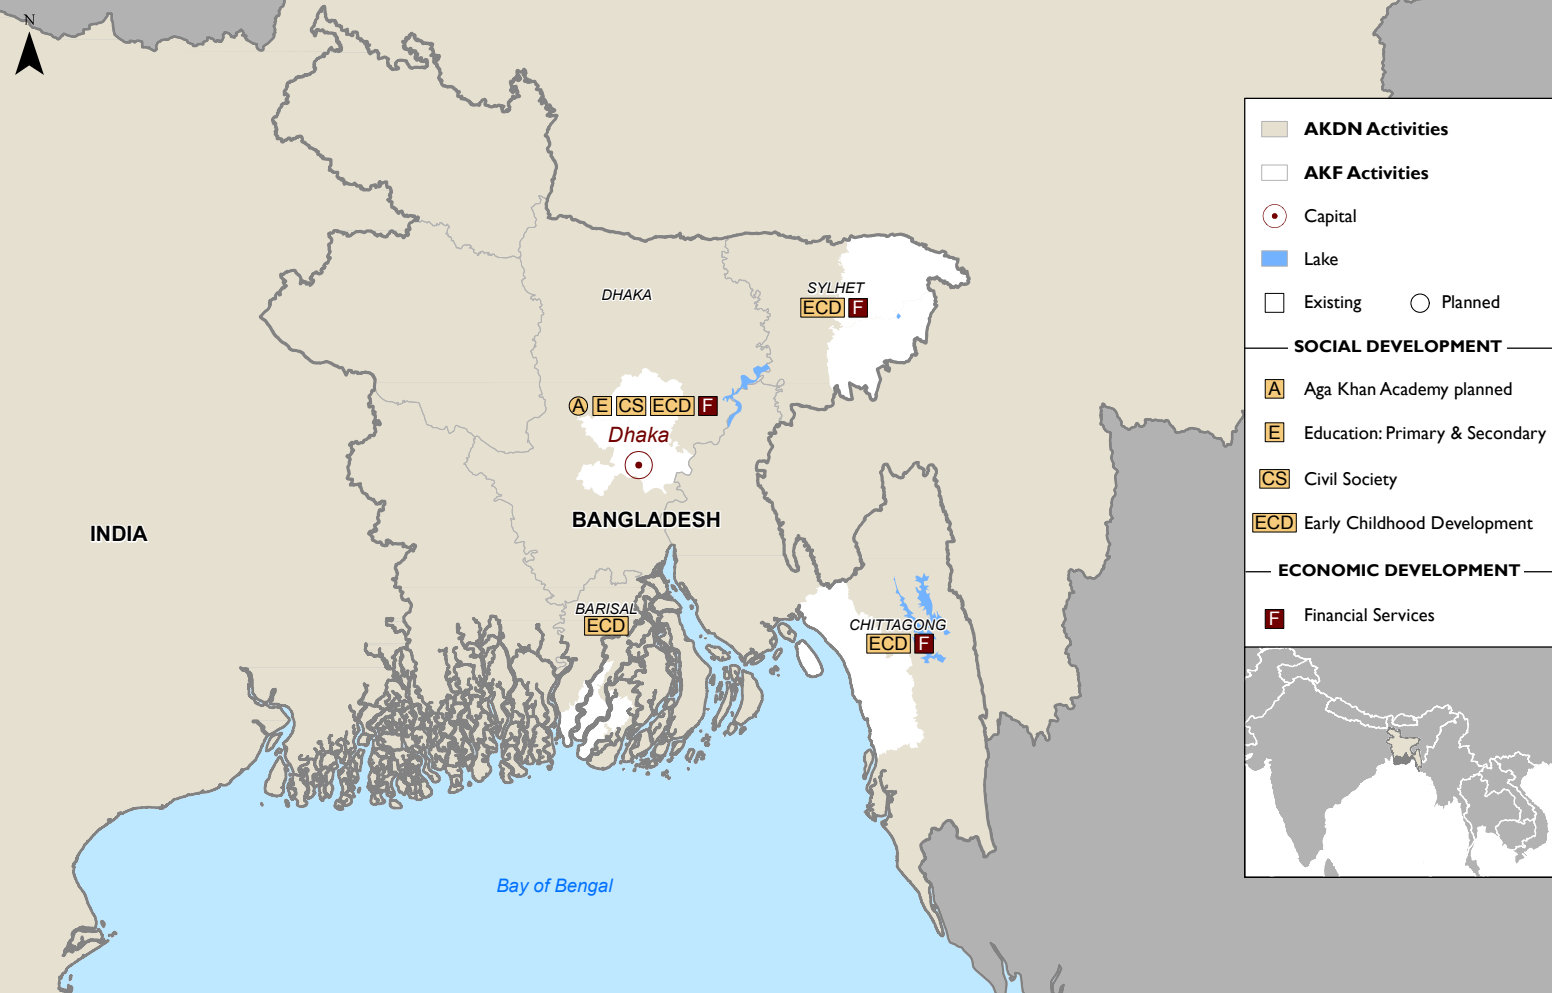 N
DHAKA
SYLHET
ECD F
A E CS ECD F
Dhaka
BANGLADESH
INDIA
BARISAL
ECD
CHITTAGONG
ECD F
Bay of Bengal
AKDN Activities
AKF Activities
Capital
Lake
Existing Planned
SOCIAL DEVELOPMENT
A Aga Khan Academy planned
E Education: Primary & Secondary
CS Civil Society
ECD Early Childhood Development
ECONOMIC DEVELOPMENT
F Financial Services